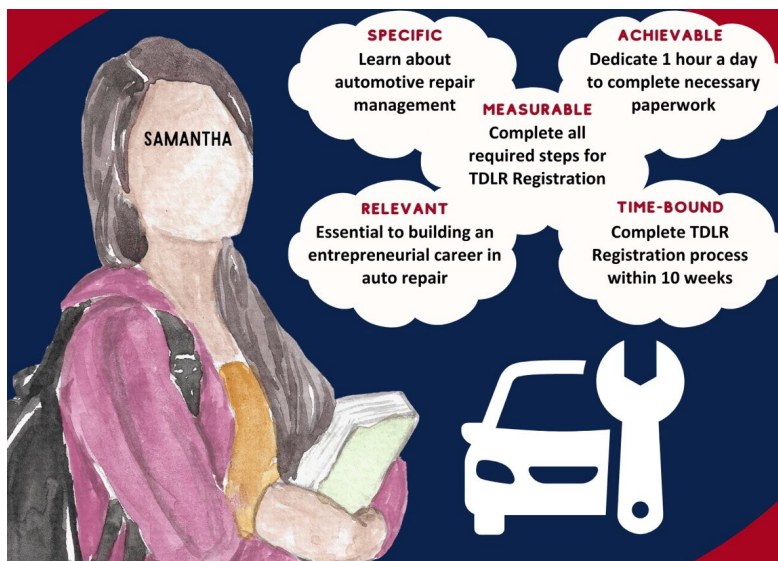 SAMANTHA
SPECIFIC
Learn about
automotive repair
management
ACHIEVABLE
Dedicate 1 hour a day
to complete necessary
paperwork
MEASURABLE
Complete all
required steps for
TDLR Registration
RELEVANT
Essential to building an
entrepreneurial career in
auto repair
TIME-BOUND
Complete TDLR
Registration process
within 10 weeks